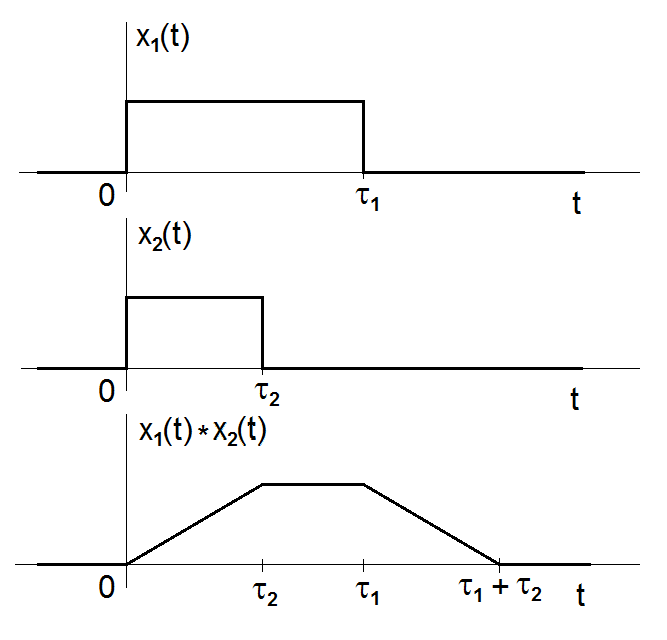 x₁(t)
0 τ₁ t
x₂(t)
0 τ₂ t
x₁(t) * x₂(t)
0 τ₂ τ₁ τ₁ + τ₂ t